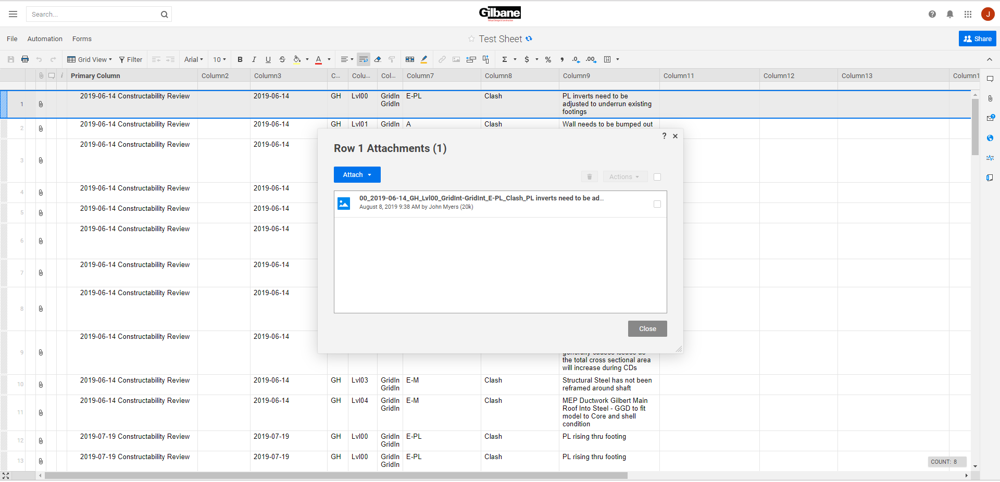 Search...
Gilbane
Virtual Design & Construction
J
File Automation Forms
Test Sheet
Share
Grid View Filter Arial 10 B I U S A Σ $ % , .0 .00
Primary Column Column2 Column3 C... Colu... Col... Column7 Column8 Column9 Column11 Column12 Column13 Column1
1 2019-06-14 Constructability Review 2019-06-14 GH Lvl00 GridIn E-PL Clash PL inverts need to be
GridIn adjusted to underrun existing
footings
2 2019-06-14 Constructability Review 2019-06-14 GH Lvl01 GridIn A Clash Wall needs to be bumped out
3 2019-06-14 Constructability Review 2019-06-14
4 2019-06-14 Constructability Review 2019-06-14
5 2019-06-14 Constructability Review 2019-06-14
6 2019-06-14 Constructability Review 2019-06-14
7 2019-06-14 Constructability Review 2019-06-14
8 2019-06-14 Constructability Review 2019-06-14
9 2019-06-14 Constructability Review 2019-06-14
the total cross sectional area
will increase during CDs
10 2019-06-14 Constructability Review 2019-06-14 GH Lvl03 GridIn E-M Clash Structural Steel has not been
GridIn reframed around shaft
11 2019-06-14 Constructability Review 2019-06-14 GH Lvl04 GridIn E-M Clash MEP Ductwork Gilbert Main
GridIn Roof Into Steel - GGD to fit
model to Core and shell
condition
12 2019-07-19 Constructability Review 2019-07-19 GH Lvl00 GridIn E-PL Clash PL rising thru footing
GridIn
13 2019-07-19 Constructability Review 2019-07-19 GH Lvl00 GridIn E-PL Clash PL rising thru footing
GridIn
COUNT: 8
? ×
Row 1 Attachments (1)
Attach
Actions
00_2019-06-14_GH_Lvl00_GridInt-GridInt_E-PL_Clash_PL inverts need to be ad...
August 8, 2019 9:38 AM by John Myers (20k)
Close